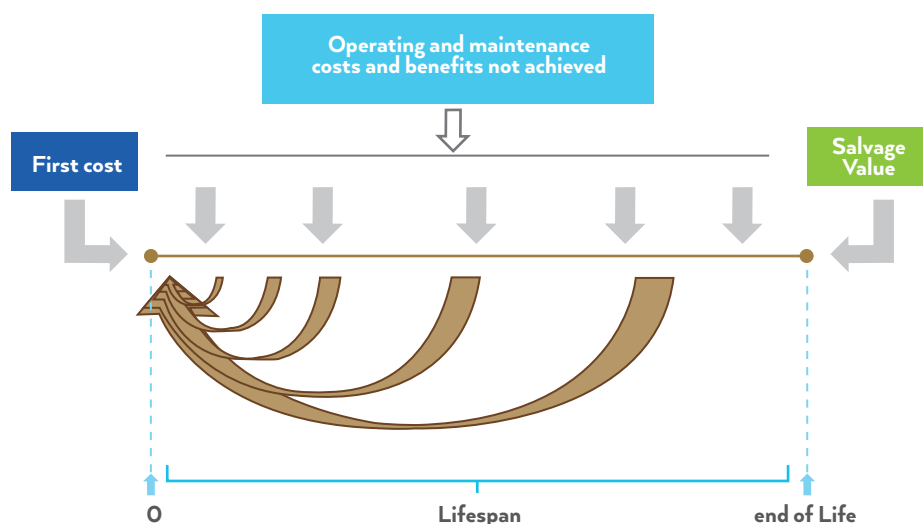 Operating and maintenance
costs and benefits not achieved
First cost
Salvage
Value
0
Lifespan
end of Life